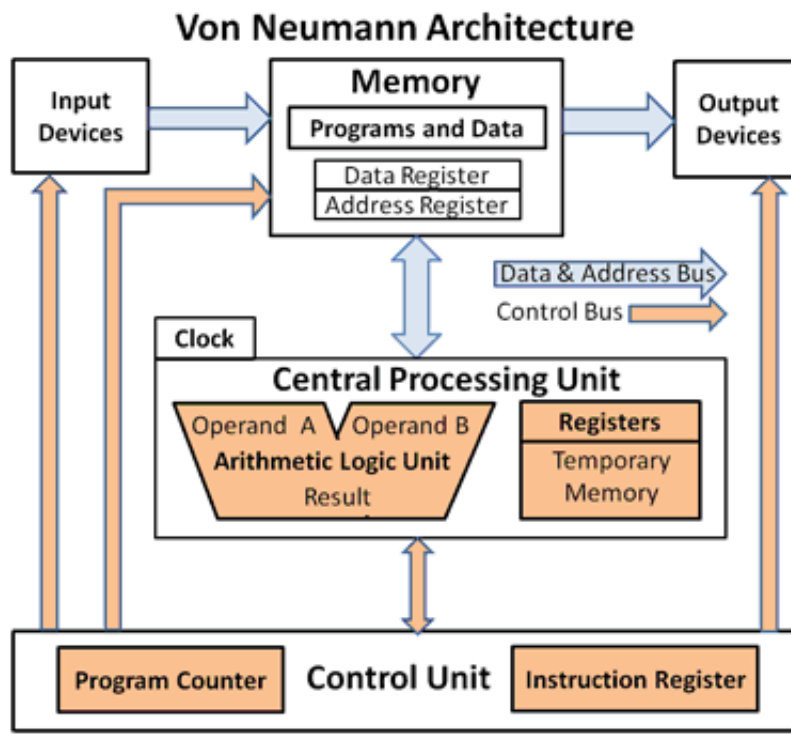 Von Neumann Architecture
Input
Devices
Memory
Programs and Data
Data Register
Address Register
Output
Devices
Data & Address Bus
Control Bus
Clock
Central Processing Unit
Operand A
Operand B
Arithmetic Logic Unit
Result
Registers
Temporary
Memory
Program Counter
Control Unit
Instruction Register